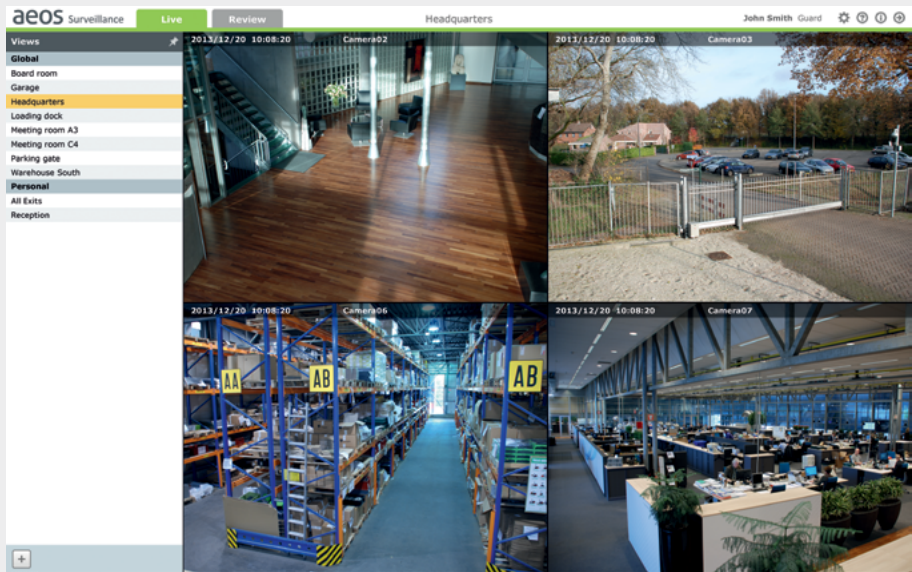 aeos Surveillance Live Review Headquarters John Smith Guard
Views
Global
Board room
Garage
Headquarters
Loading dock
Meeting room A3
Meeting room C4
Parking gate
Warehouse South
Personal
All Exits
Reception
2013/12/20 10:08:20 Camera02
2013/12/20 10:08:20 Camera03
2013/12/20 10:08:20 Camera06
AA
AB
AB
2013/12/20 10:08:20 Camera07